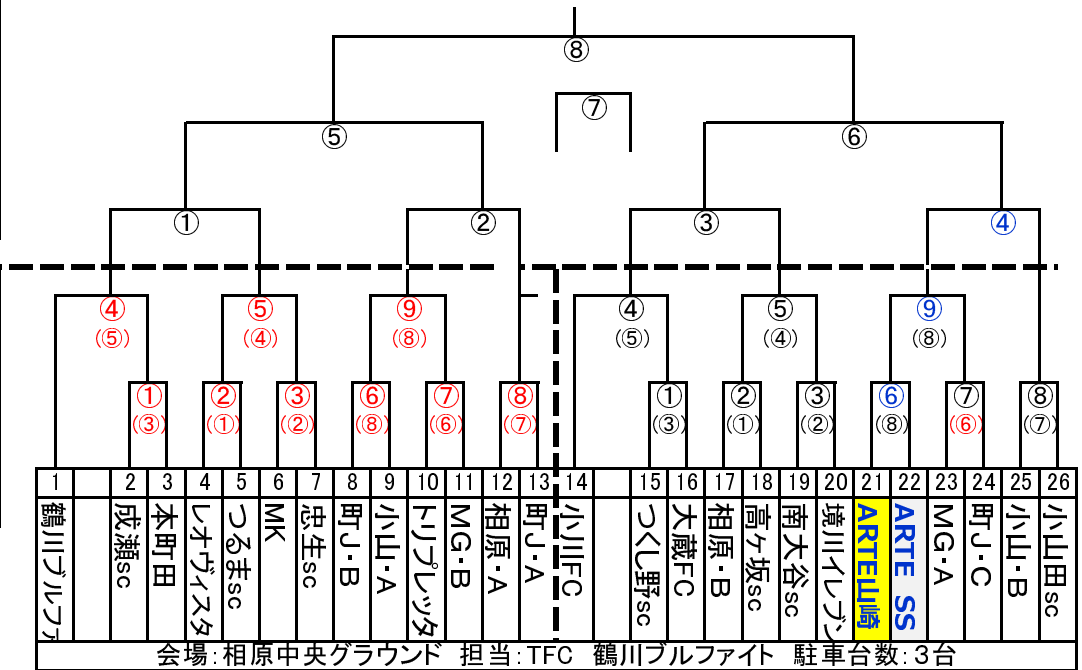 ⑧
⑦
⑤ ⑥
① ② ③ ④
④ ⑤ ⑨ ④ ⑤ ⑨
(⑤) (④) (⑧) (⑤) (④) (⑧)
① ② ③ ⑥ ⑦ ⑧ ① ② ③ ⑥ ⑦ ⑧
(③) (①) (②) (⑧) (⑥) (⑦) (③) (①) (②) (⑧) (⑥) (⑦)
1 2 3 4 5 6 7 8 9 10 11 12 13 14 15 16 17 18 19 20 21 22 23 24 25 26
鶴川ブルファ
成瀬sc
本町田
レオヴィスタ
つるまsc
MK
忠生sc
町J・B
小山・A
トリプレッタ
MG・B
相原・A
町J・A
小川FC
つくし野sc
大蔵FC
相原・B
高ヶ坂sc
南大谷sc
境川イレブン
ARTE山崎
ARTE SS
MG・A
町J・C
小山・B
小山田sc
会場:相原中央グラウンド 担当:TFC 鶴川ブルファイト 駐車台数:3台